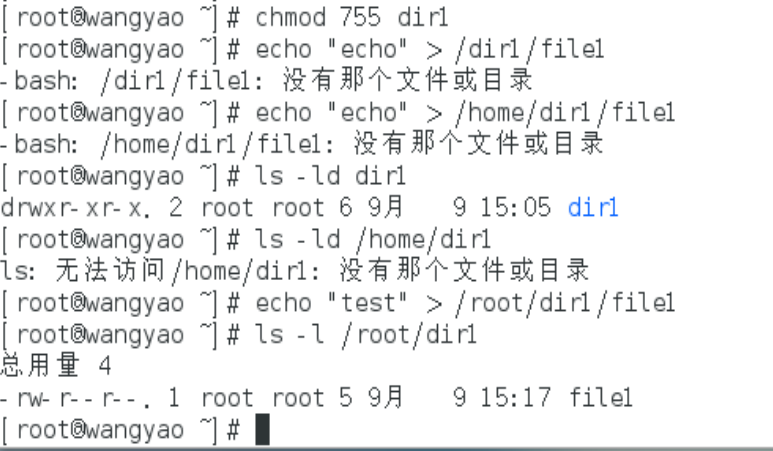 [root@wangyao ~]# chmod 755 dir1
[root@wangyao ~]# echo "echo" > /dir1/file1
-bash: /dir1/file1: 没有那个文件或目录
[root@wangyao ~]# echo "echo" > /home/dir1/file1
-bash: /home/dir1/file1: 没有那个文件或目录
[root@wangyao ~]# ls -ld dir1
drwxr-xr-x. 2 root root 6 9月   9 15:05 dir1
[root@wangyao ~]# ls -ld /home/dir1
ls: 无法访问/home/dir1: 没有那个文件或目录
[root@wangyao ~]# echo "test" > /root/dir1/file1
[root@wangyao ~]# ls -l /root/dir1
总用量 4
-rw-r--r--. 1 root root 5 9月   9 15:17 file1
[root@wangyao ~]#